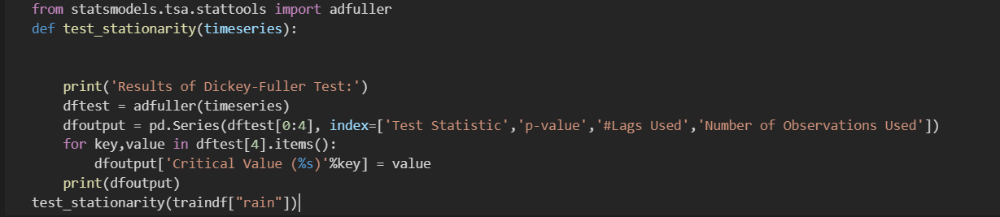 from statsmodels.tsa.stattools import adfuller
def test_stationarity(timeseries):
    print('Results of Dickey-Fuller Test:')
    dftest = adfuller(timeseries)
    dfoutput = pd.Series(dftest[0:4], index=['Test Statistic','p-value','#Lags Used','Number of Observations Used'])
    for key,value in dftest[4].items():
        dfoutput['Critical Value (%s)'%key] = value
    print(dfoutput)
test_stationarity(traindf["rain"])